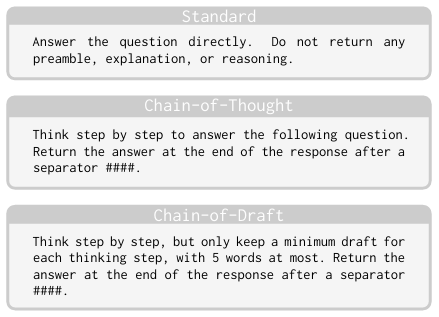 Standard
Answer the question directly. Do not return any
preamble, explanation, or reasoning.
Chain-of-Thought
Think step by step to answer the following question.
Return the answer at the end of the response after a
separator ####.
Chain-of-Draft
Think step by step, but only keep a minimum draft for
each thinking step, with 5 words at most. Return the
answer at the end of the response after a separator
####.